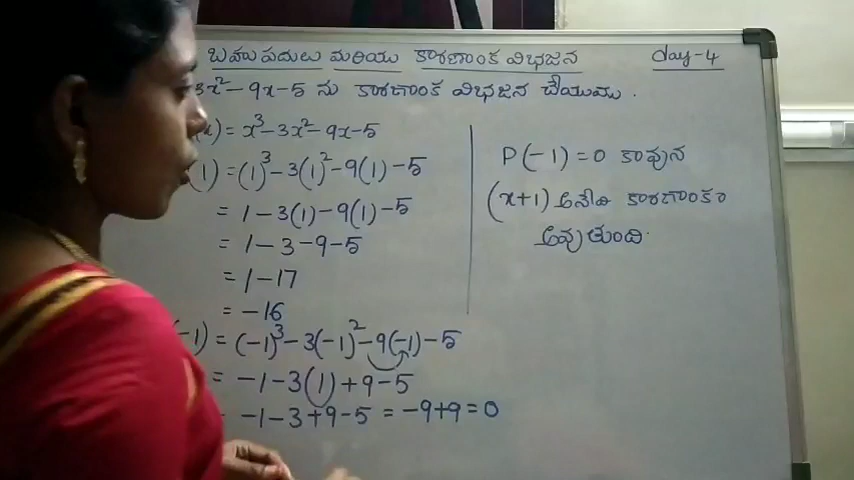 బహుపదులు మరియు కారణాంక విభజన day-4
3x²-9x-5 ను కారణాంక విభజన చేయుము.
x) = x³-3x²-9x-5
(1) = (1)³-3(1)²-9(1)-5
= 1-3(1)-9(1)-5
= 1-3-9-5
= 1-17
= -16
(-1) = (-1)³-3(-1)²-9(-1)-5
= -1-3(1)+9-5
-1-3+9-5 = -9+9=0
P(-1)=0 కావున
(x+1) అనేది కారణాంకం
అవుతుంది.